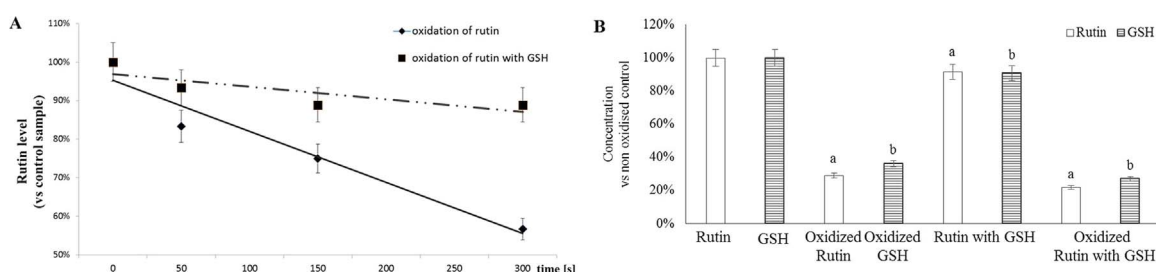 A
Rutin level
(vs control sample)
110%
100%
90%
80%
70%
60%
50%
oxidation of rutin
oxidation of rutin with GSH
0 50 100 150 200 250 300 time [s]
B
Concentration
vs non oxidised control
120%
100%
80%
60%
40%
20%
0%
Rutin GSH
a b
a b
a b
Rutin GSH Oxidized Oxidized Rutin with GSH Oxidized
Rutin GSH Rutin with GSH